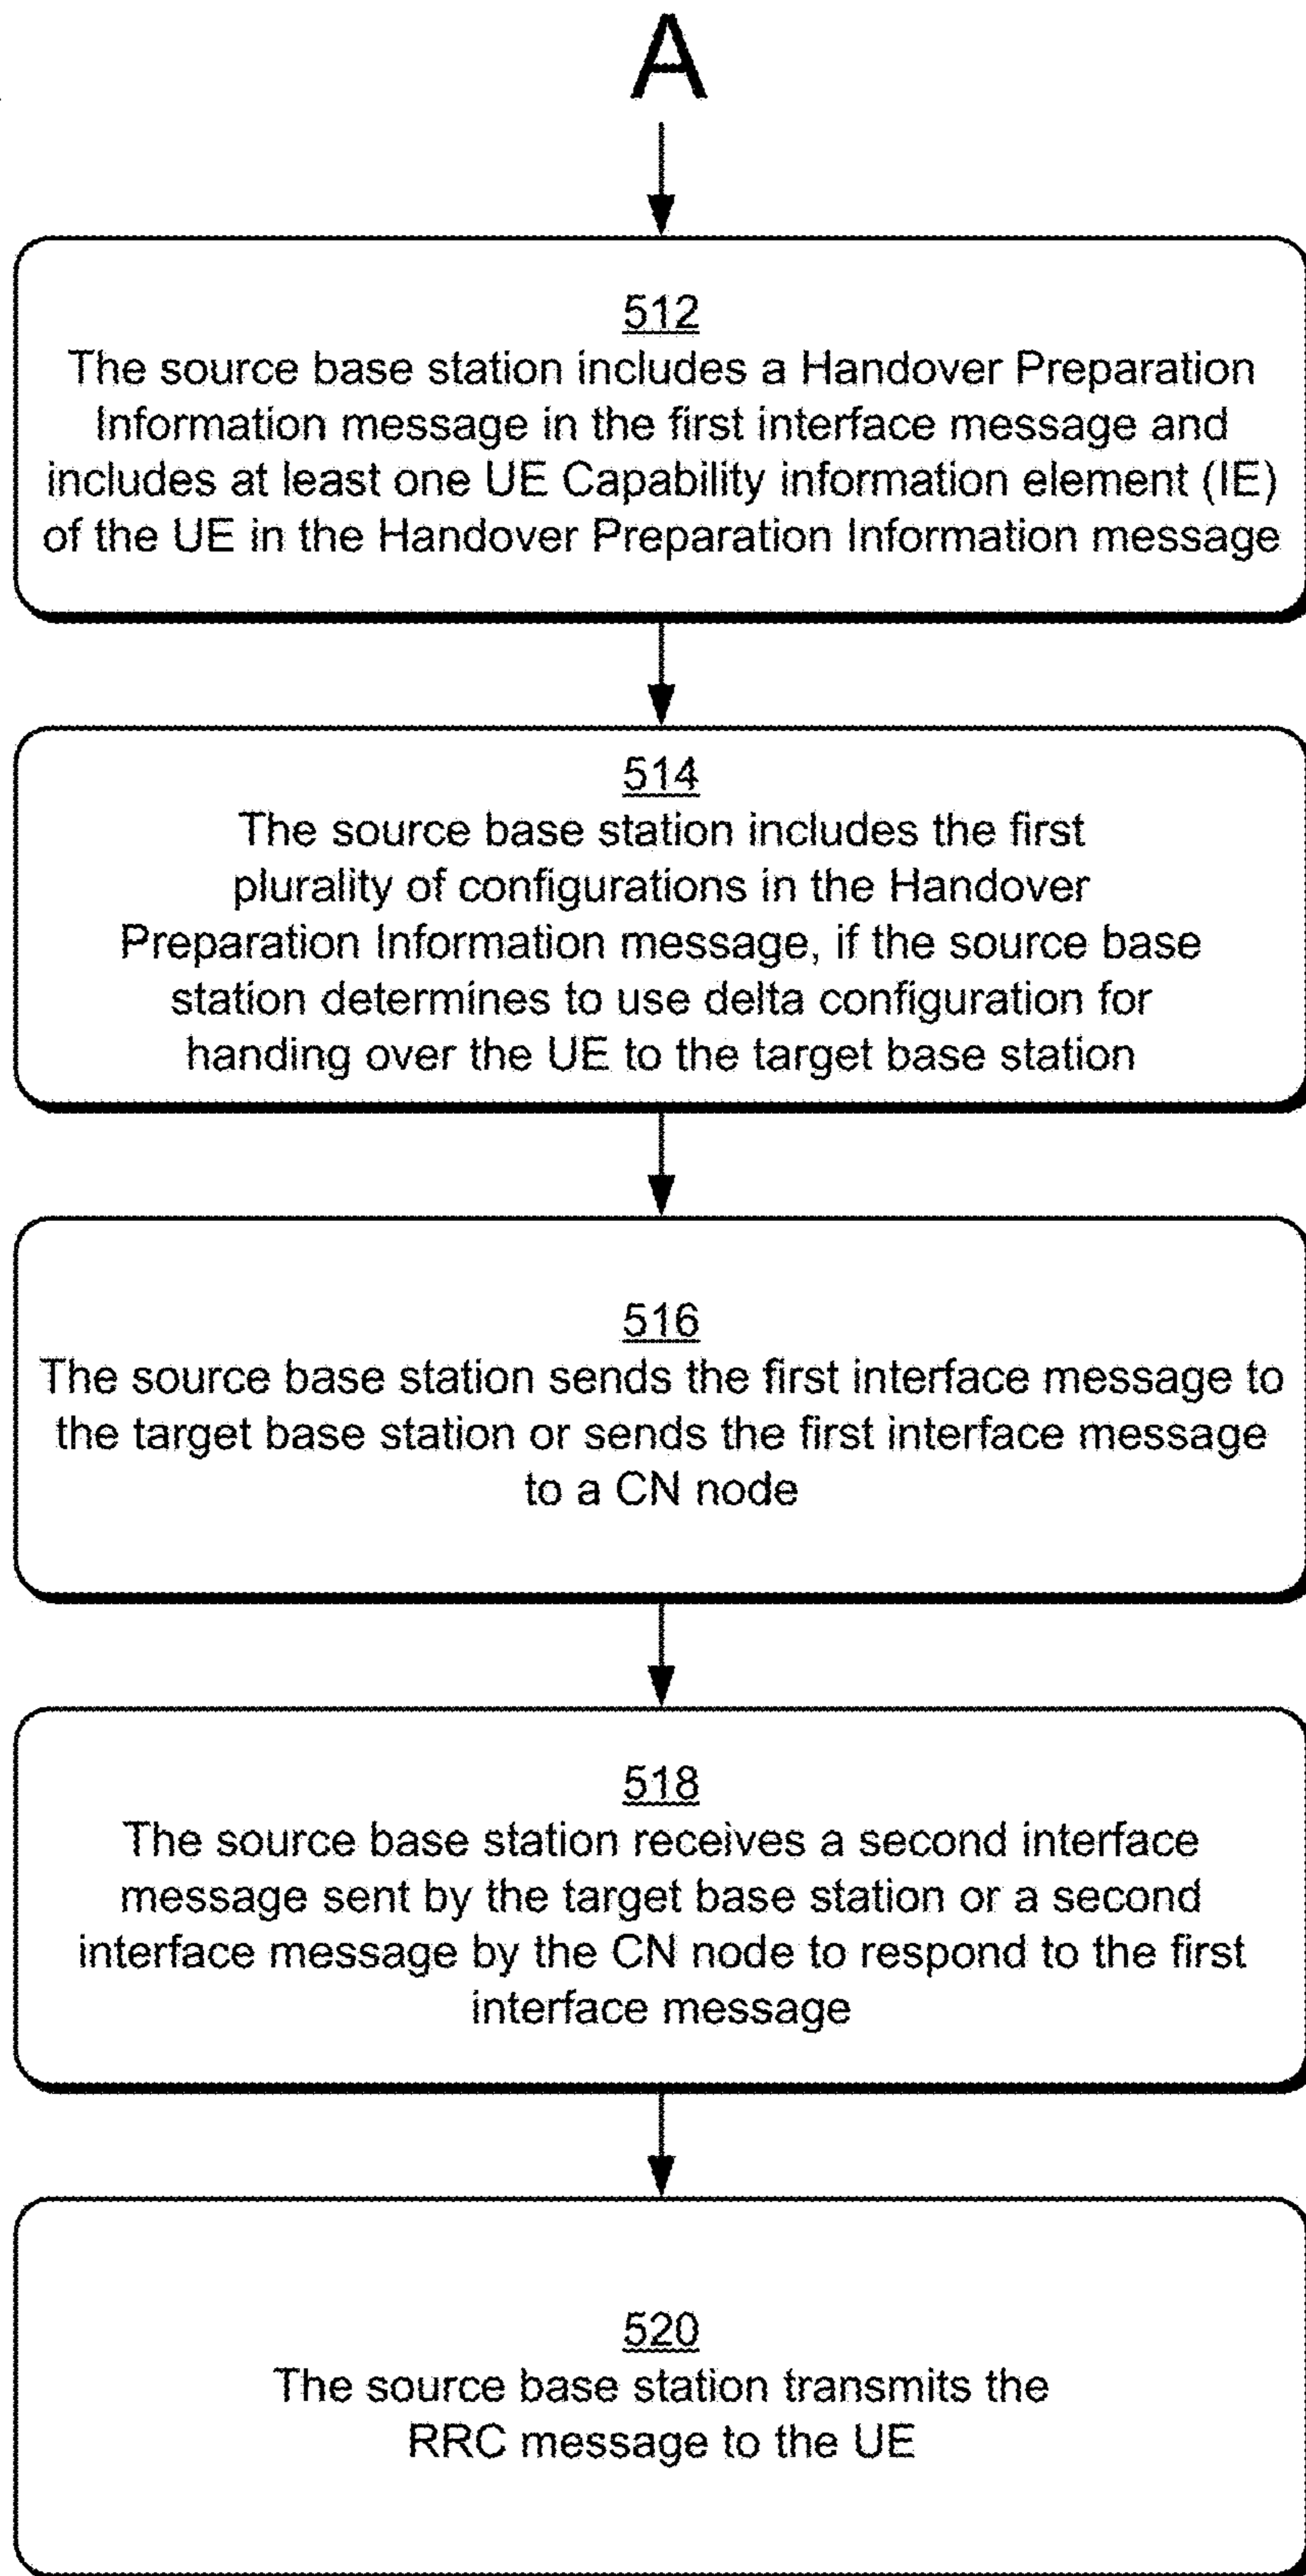 A
512
The source base station includes a Handover Preparation
Information message in the first interface message and
includes at least one UE Capability information element (IE)
of the UE in the Handover Preparation Information message
514
The source base station includes the first
plurality of configurations in the Handover
Preparation Information message, if the source base
station determines to use delta configuration for
handing over the UE to the target base station
516
The source base station sends the first interface message to
the target base station or sends the first interface message
to a CN node
518
The source base station receives a second interface
message sent by the target base station or a second
interface message by the CN node to respond to the first
interface message
520
The source base station transmits the
RRC message to the UE